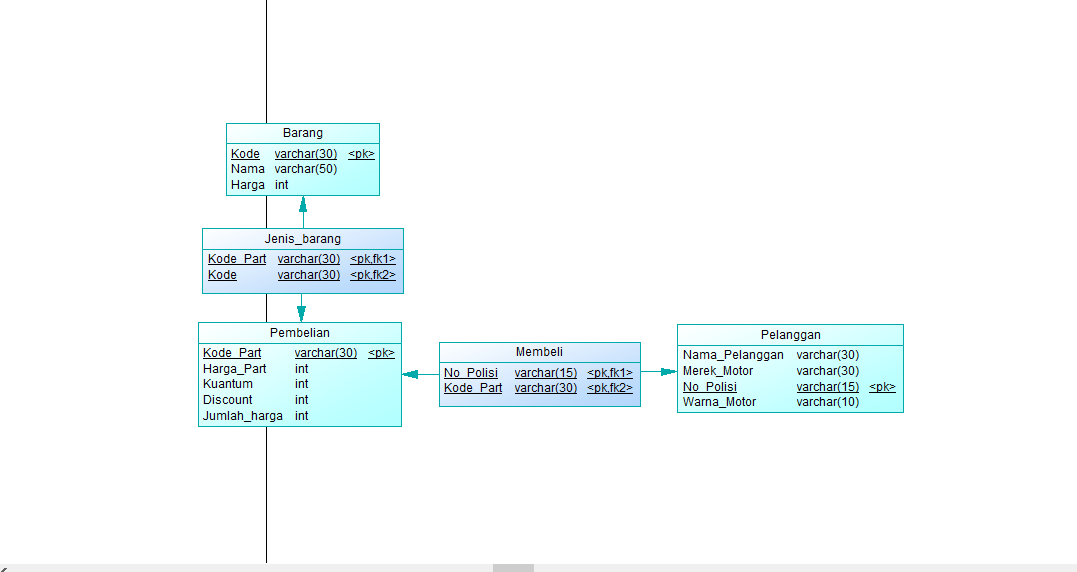 Barang
Kode varchar(30) <pk>
Nama varchar(50)
Harga int
Jenis_barang
Kode_Part varchar(30) <pk,fk1>
Kode varchar(30) <pk,fk2>
Pembelian
Kode_Part varchar(30) <pk>
Harga_Part int
Kuantum int
Discount int
Jumlah_harga int
Membeli
No_Polisi varchar(15) <pk,fk1>
Kode_Part varchar(30) <pk,fk2>
Pelanggan
Nama_Pelanggan varchar(30)
Merek_Motor varchar(30)
No_Polisi varchar(15) <pk>
Warna_Motor varchar(10)